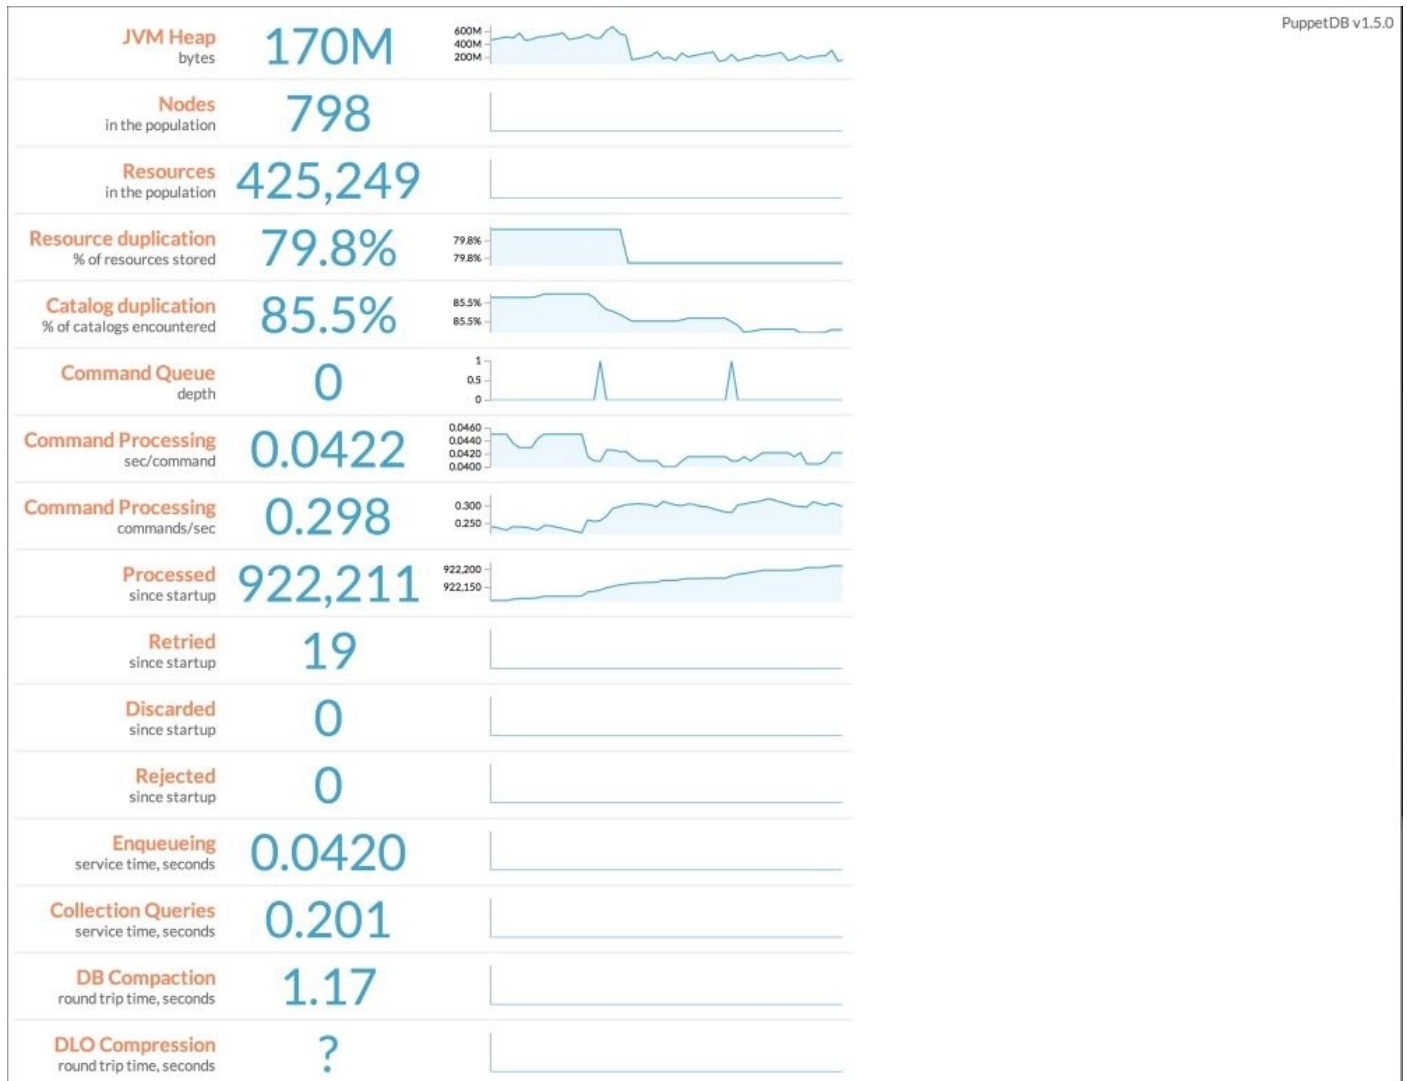 PuppetDB v1.5.0
JVM Heap
bytes
170M
600M
400M
200M
Nodes
in the population
798
Resources
in the population
425,249
Resource duplication
% of resources stored
79.8%
79.8%
79.8%
Catalog duplication
% of catalogs encountered
85.5%
85.5%
85.5%
Command Queue
depth
0
1
0.5
0
Command Processing
sec/command
0.0422
0.0460
0.0440
0.0420
0.0400
Command Processing
commands/sec
0.298
0.300
0.250
Processed
since startup
922,211
922,200
922,150
Retried
since startup
19
Discarded
since startup
0
Rejected
since startup
0
Enqueueing
service time, seconds
0.0420
Collection Queries
service time, seconds
0.201
DB Compaction
round trip time, seconds
1.17
DLO Compression
round trip time, seconds
?